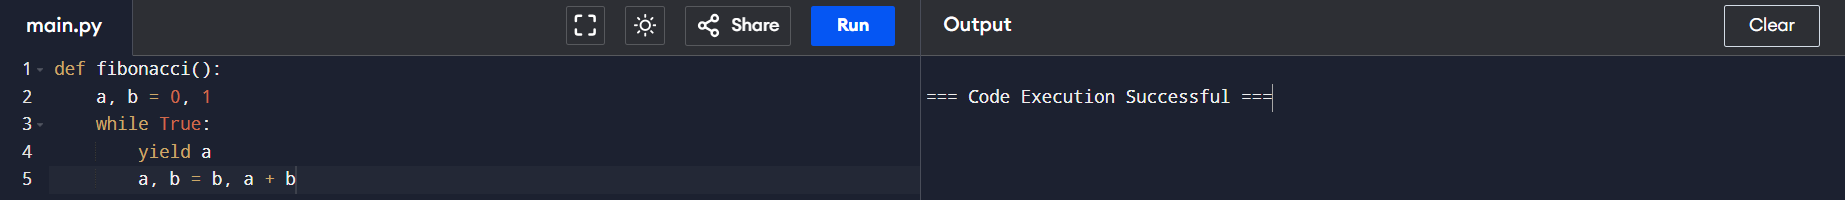 main.py
Share
Run
Output
Clear
1 def fibonacci():
2     a, b = 0, 1
3     while True:
4         yield a
5         a, b = b, a + b
=== Code Execution Successful ===